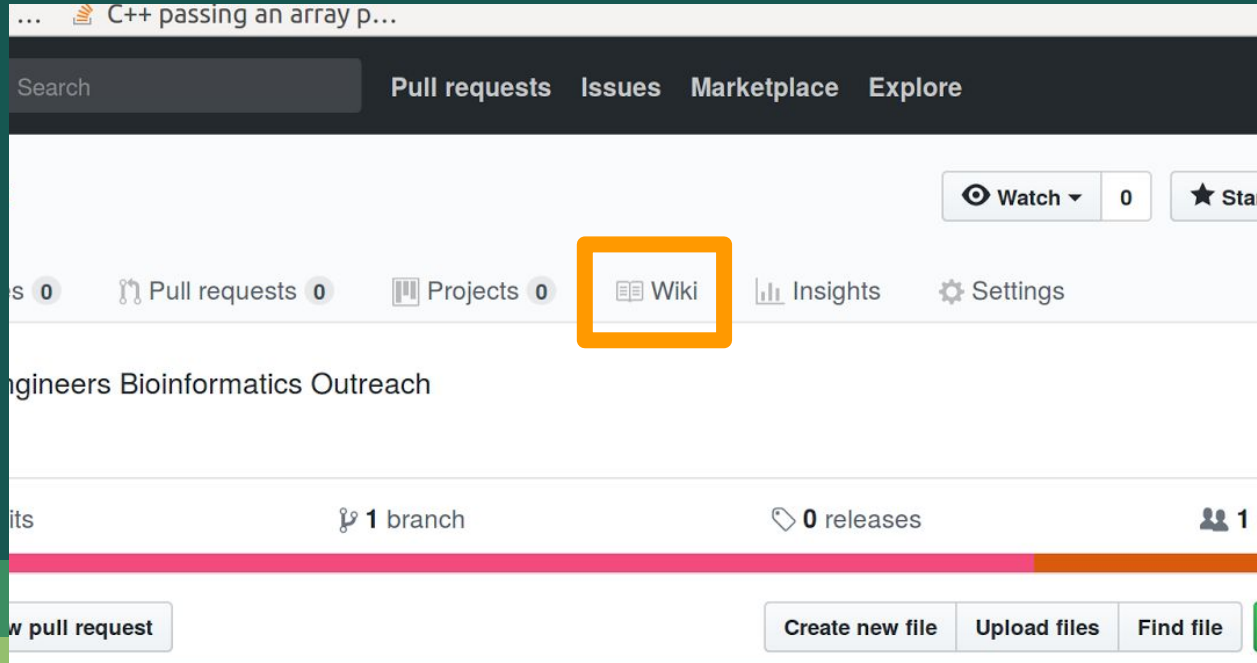 ... C++ passing an array p...
Search Pull requests Issues Marketplace Explore
Watch 0 Sta
es 0 Pull requests 0 Projects 0 Wiki Insights Settings
ngineers Bioinformatics Outreach
its 1 branch 0 releases 1
w pull request Create new file Upload files Find file